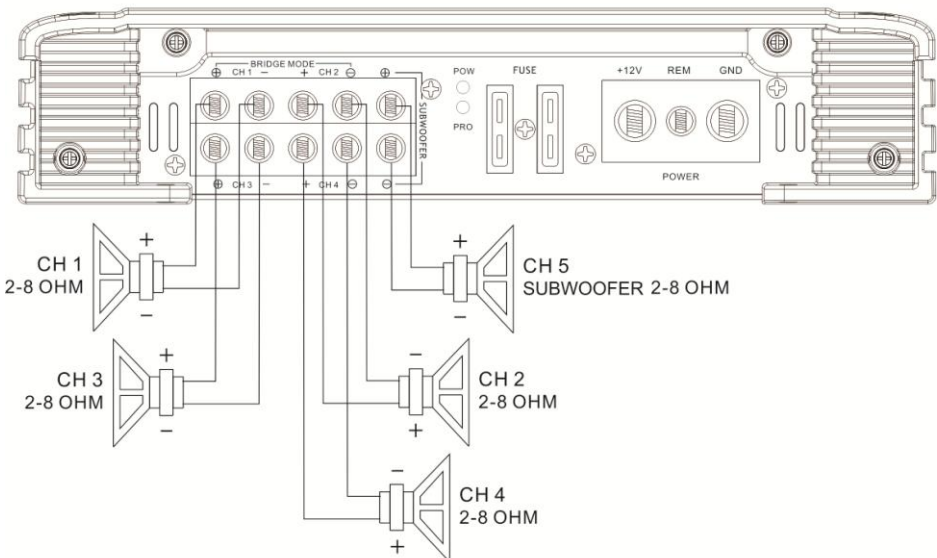 BRIDGE MODE
⊕ CH 1 − + CH 2 ⊖ ⊕
SUBWOOFER
⊕ CH 3 − + CH 4 ⊖ ⊖
POW
PRO
FUSE
+12V REM GND
POWER
+
CH 1
2-8 OHM
−
+
CH 5
SUBWOOFER 2-8 OHM
−
+
CH 3
2-8 OHM
−
−
CH 2
2-8 OHM
+
−
CH 4
2-8 OHM
+